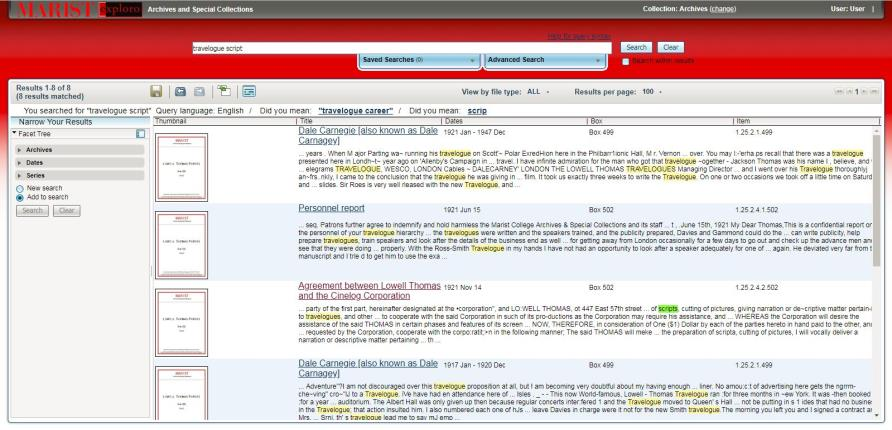 MARIST exploro Archives and Special Collections Collection: Archives (change) User: User |
Help for query syntax
travelogue script Search Clear
Saved Searches (0) Advanced Search Search within results
Results 1-8 of 8
(8 results matched) View by file type: ALL Results per page: 100 1
You searched for "travelogue script" Query language: English / Did you mean: "travelogue career" / Did you mean: scrip
Narrow Your Results Thumbnail Title Dates Box Item
Facet Tree
Archives
Dates
Series
New search
Add to search
Search Clear
Dale Carnegie [also known as Dale Carnagey] 1921 Jan - 1947 Dec Box 499 1.25.2.1.499
... years . When M ajor Parting wa~ running his travelogue on Scott'~ Polar ExredHion here in the Philbarr1ionic Hall, M r. Vernon ... over. You may t-?erha ps recall that there was a travelogue
presented here in Londh~t~ year ago on 'Allenby's Campaign in ... travel. I have infinite admiration for the man who got that travelogue ~ogether - Jackson Thomas was his name I , believe, and
... elegrams TRAVELOGUE, WESCO, LONDON Cables ~ DALECARNEY LONDON THE LOWELL THOMAS TRAVELOGUES Managing Director ... and I went over his Travelogue thoroughly|
an~frs. nkly, I came to the conclusion that the travelogue he was giving in ... film. It took us exactly three weeks to write the Travelogue. On one or two occasions we took off a little time on Saturd
and ... slides. Sir Roes is very well rleased with the new Travelogue, and ...
Personnel report 1921 Jun 15 Box 502 1.25.2.4.1.502
... seq. Patrons further agree to indemnify and hold harmless the Marist College Archives & Special Collections and its staff ... t , . June 15th, 1921 My Dear Thomas,This is a confidential report on
the personnel of your travelogue hierarchy ... the travelogues were written and the speakers trained, and the publicity prepared, Davies and Gammond could do the ... can write publicity, help
prepare travelogues, train speakers and look after the details of the business end as well ... for getting away from London occasionally for a few days to go out and check up the advance men and
see that they were doing ... properly. With the Ross-Smith Travelogue in my hands I have not had an opportunity to look after a speaker adequately for one of ... again. He deviated very far from t
manuscript and I trie d to get him to use the exa ...
Agreement between Lowell Thomas and the Cinelog Corporation 1921 Nov 14 Box 502 1.25.2.4.2.502
... party of the first part, hereinafter designated at the •corporation", and LO:WELL THOMAS, ot 447 East 57th street ... of scripts, cutting of pictures, giving narration or de~criptive matter pertain-i
to travelogues, and other ... to cooperate with the said Corporation in such of its pro-ductions as the Corporation may require his assistance, and ... WHEREAS the Corporation will desire the
assistance of the said THOMAS in certain phases and features of its screen ... NOW, THEREFORE, in consideration of One ($1) Dollar by each of the parties hereto in hand paid to the other, an
... requested by the Corporation, cooperate with the corpo:ratit;>n in the following manner; The said THOMAS will make ... the preparation of scripta, cutting of pictures, I will vocally deliver a
narration or descriptive matter pertaining ... th ...
Dale Carnegie [also known as Dale Carnagey] 1917 Jan - 1920 Dec Box 499 1.25.2.1.499
... Adventure"'?I am not discouraged over this travelogue proposition at all, but I am becoming very doubtful about my having enough ... liner. No amou:c:t of advertising here gets the ngrrm-
che~ving" cro~"U to a Travelogue. iVe have had en attendance here of ... Isles . _ - - This now World-famous, Lowell - Thomas Travelogue ran :for three months in ~ew York. It was -then booked
:for a year ... auditorium. The Albert Hall was only given up then because regular concerts inter:fered 1 and the Travelogue moved to Queen' s Hall ... not be putting in s 1 ides that had no busines
in the Travelogue; that action insulted him. I also numbered each one of hJs ... leave Davies in charge were it not for the new Smith travelogue.The morning you left you and I signed a contract a
Mrs. ... Srni. th' s travelogue lead me to say mJ emp ...